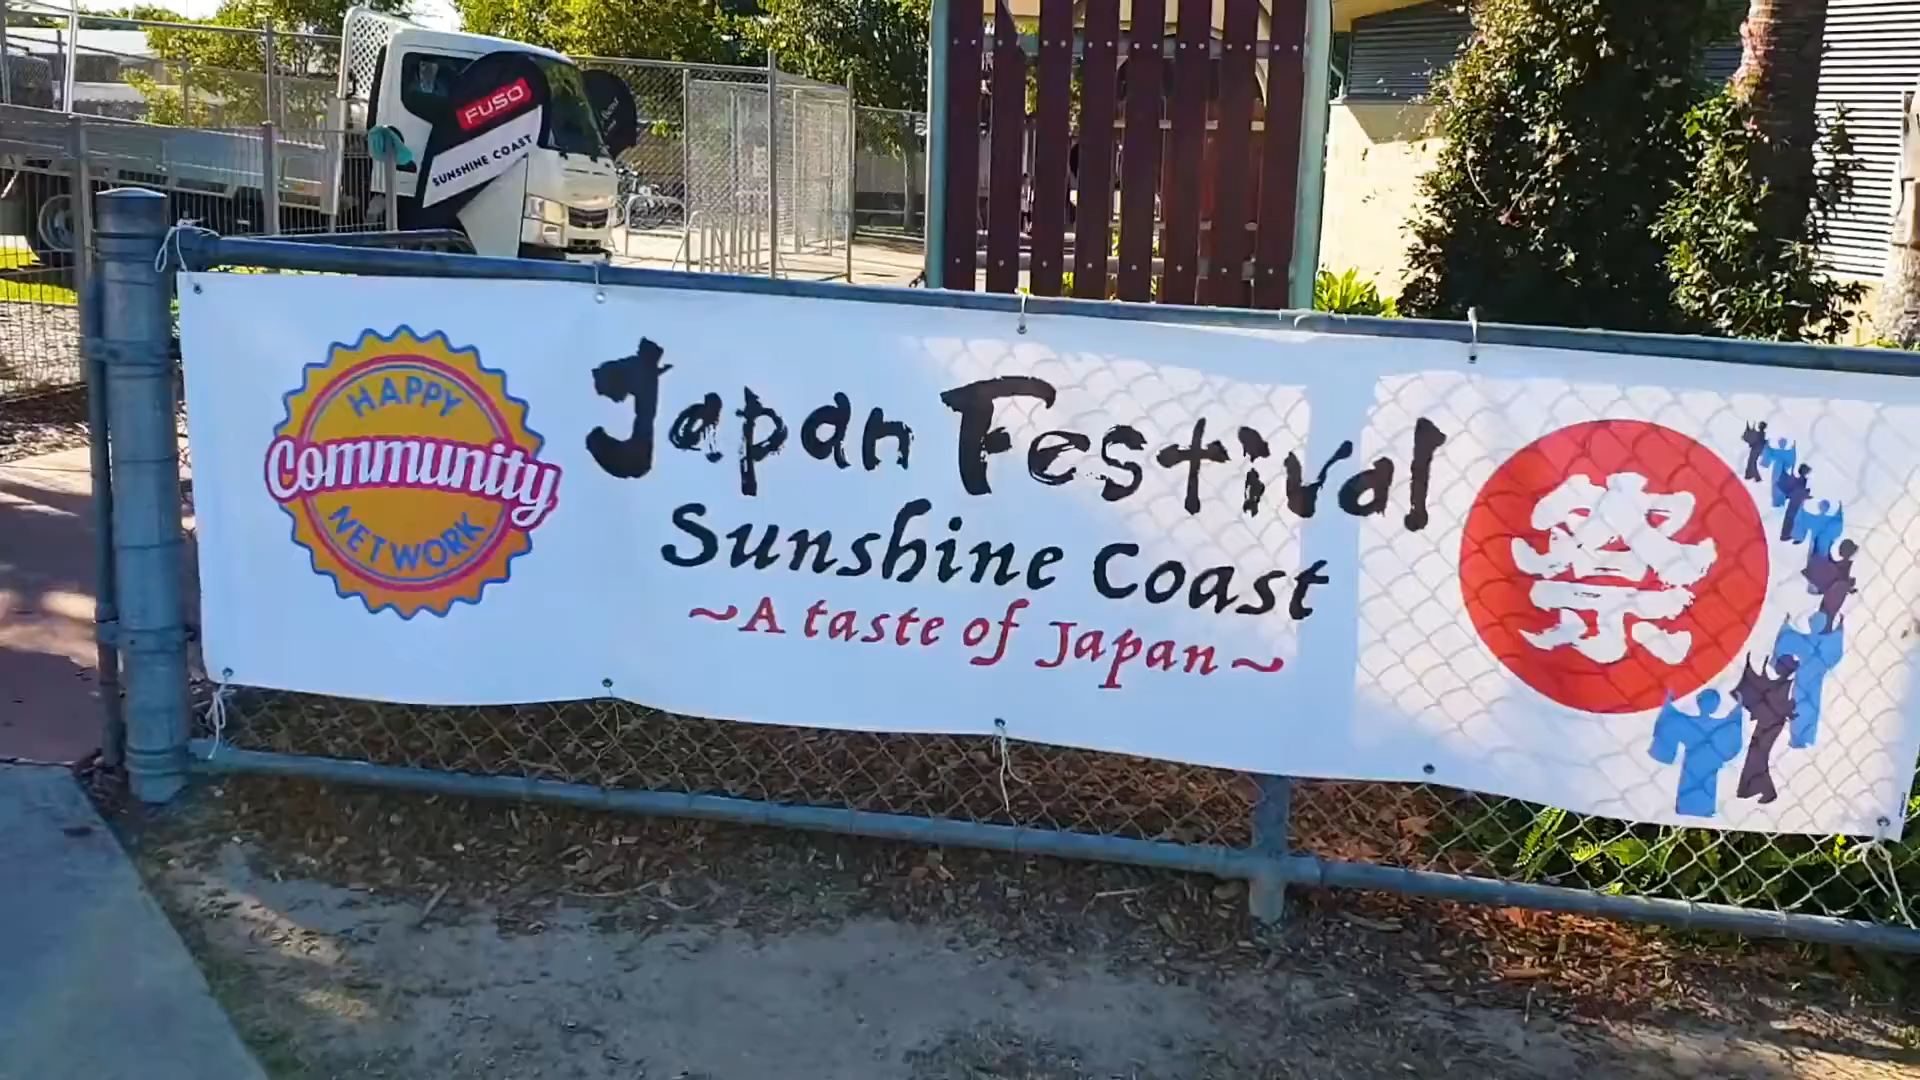 FUSO
SUNSHINE COAST
HAPPY
Community
NETWORK
Japan Festival
Sunshine Coast
~A taste of Japan~
祭